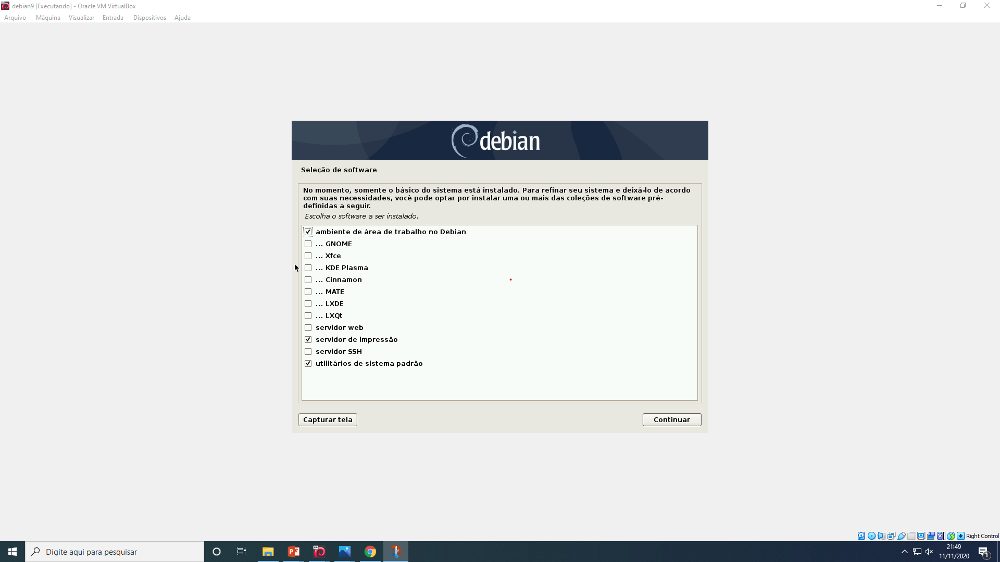 debian9 [Executando] - Oracle VM VirtualBox
Arquivo Máquina Visualizar Entrada Dispositivos Ajuda
debian
Seleção de software
No momento, somente o básico do sistema está instalado. Para refinar seu sistema e deixá-lo de acordo
com suas necessidades, você pode optar por instalar uma ou mais das coleções de software pré-
definidas a seguir.
Escolha o software a ser instalado:
ambiente de área de trabalho no Debian
... GNOME
... Xfce
... KDE Plasma
... Cinnamon
... MATE
... LXDE
... LXQt
servidor web
servidor de impressão
servidor SSH
utilitários de sistema padrão
Capturar tela
Continuar
Right Control
Digite aqui para pesquisar
21:49
11/11/2020
1